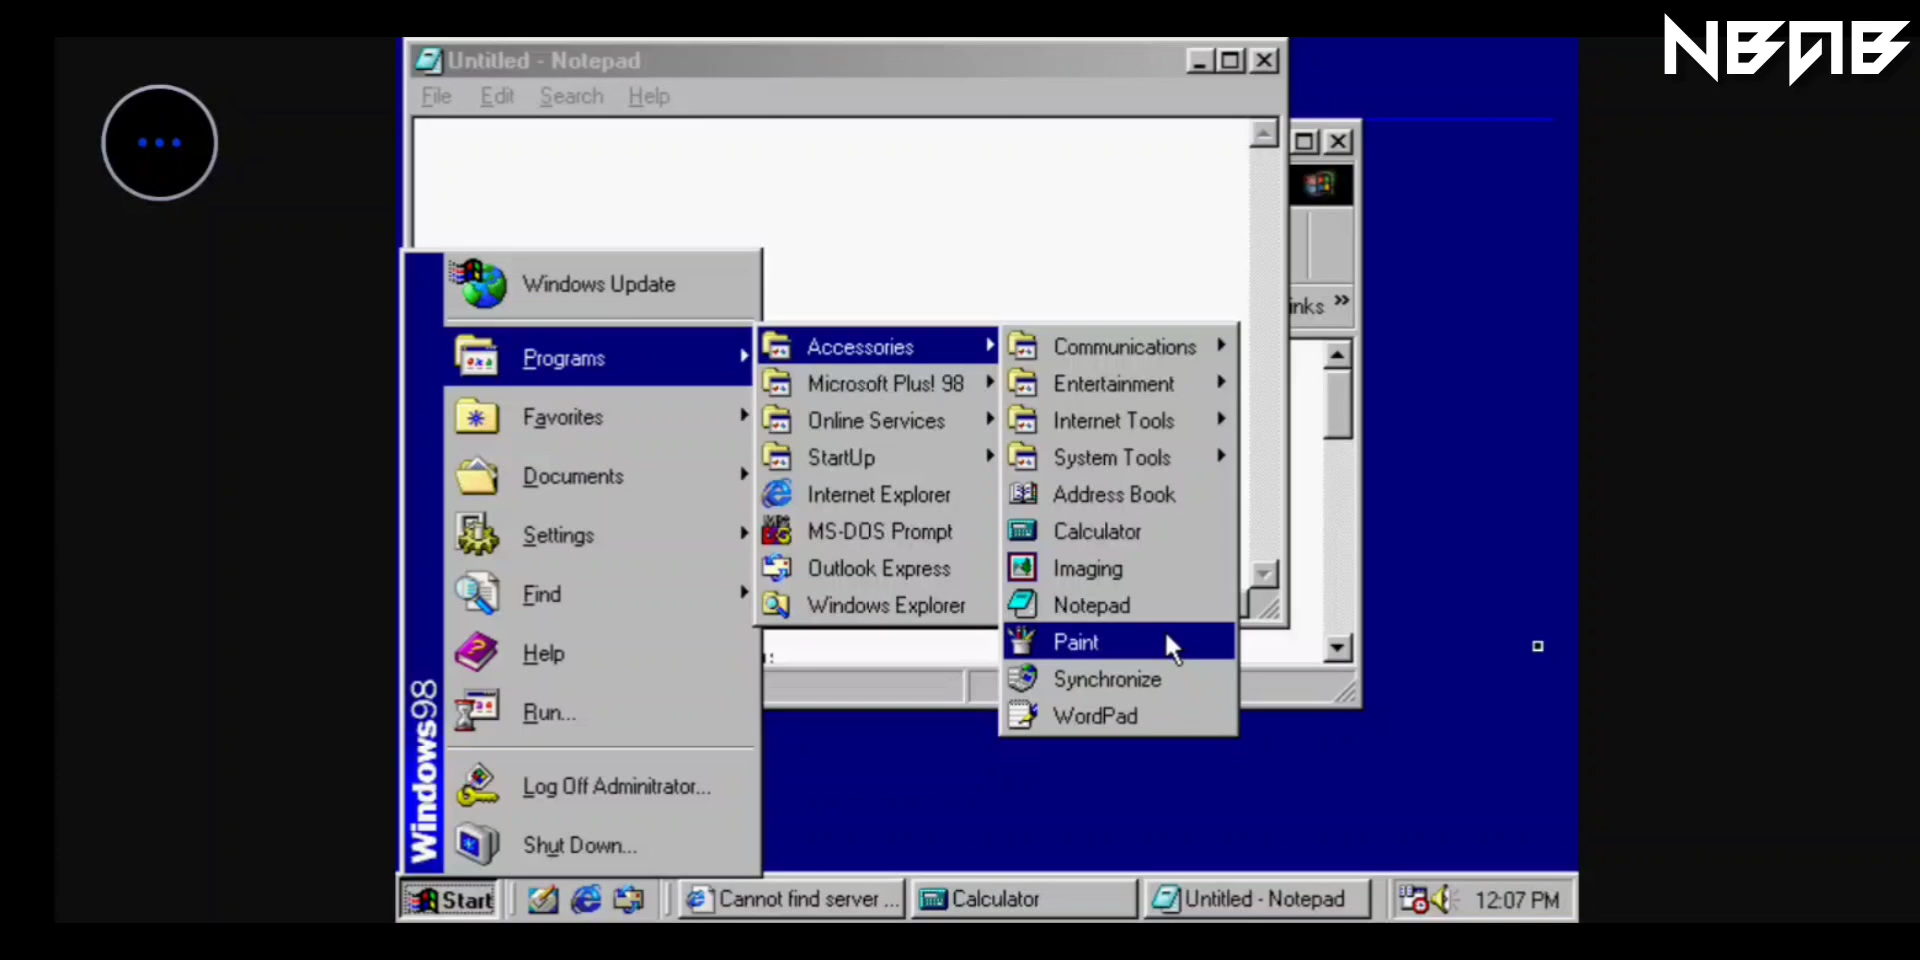 NBAB
Untitled - Notepad
File Edit Search Help
Windows Update
Programs
Favorites
Documents
Settings
Find
Help
Run...
Log Off Adminitrator...
Shut Down...
Windows98
Accessories
Microsoft Plus! 98
Online Services
StartUp
Internet Explorer
MS-DOS Prompt
Outlook Express
Windows Explorer
Communications
Entertainment
Internet Tools
System Tools
Address Book
Calculator
Imaging
Notepad
Paint
Synchronize
WordPad
inks »
Start
Cannot find server ...
Calculator
Untitled - Notepad
12:07 PM